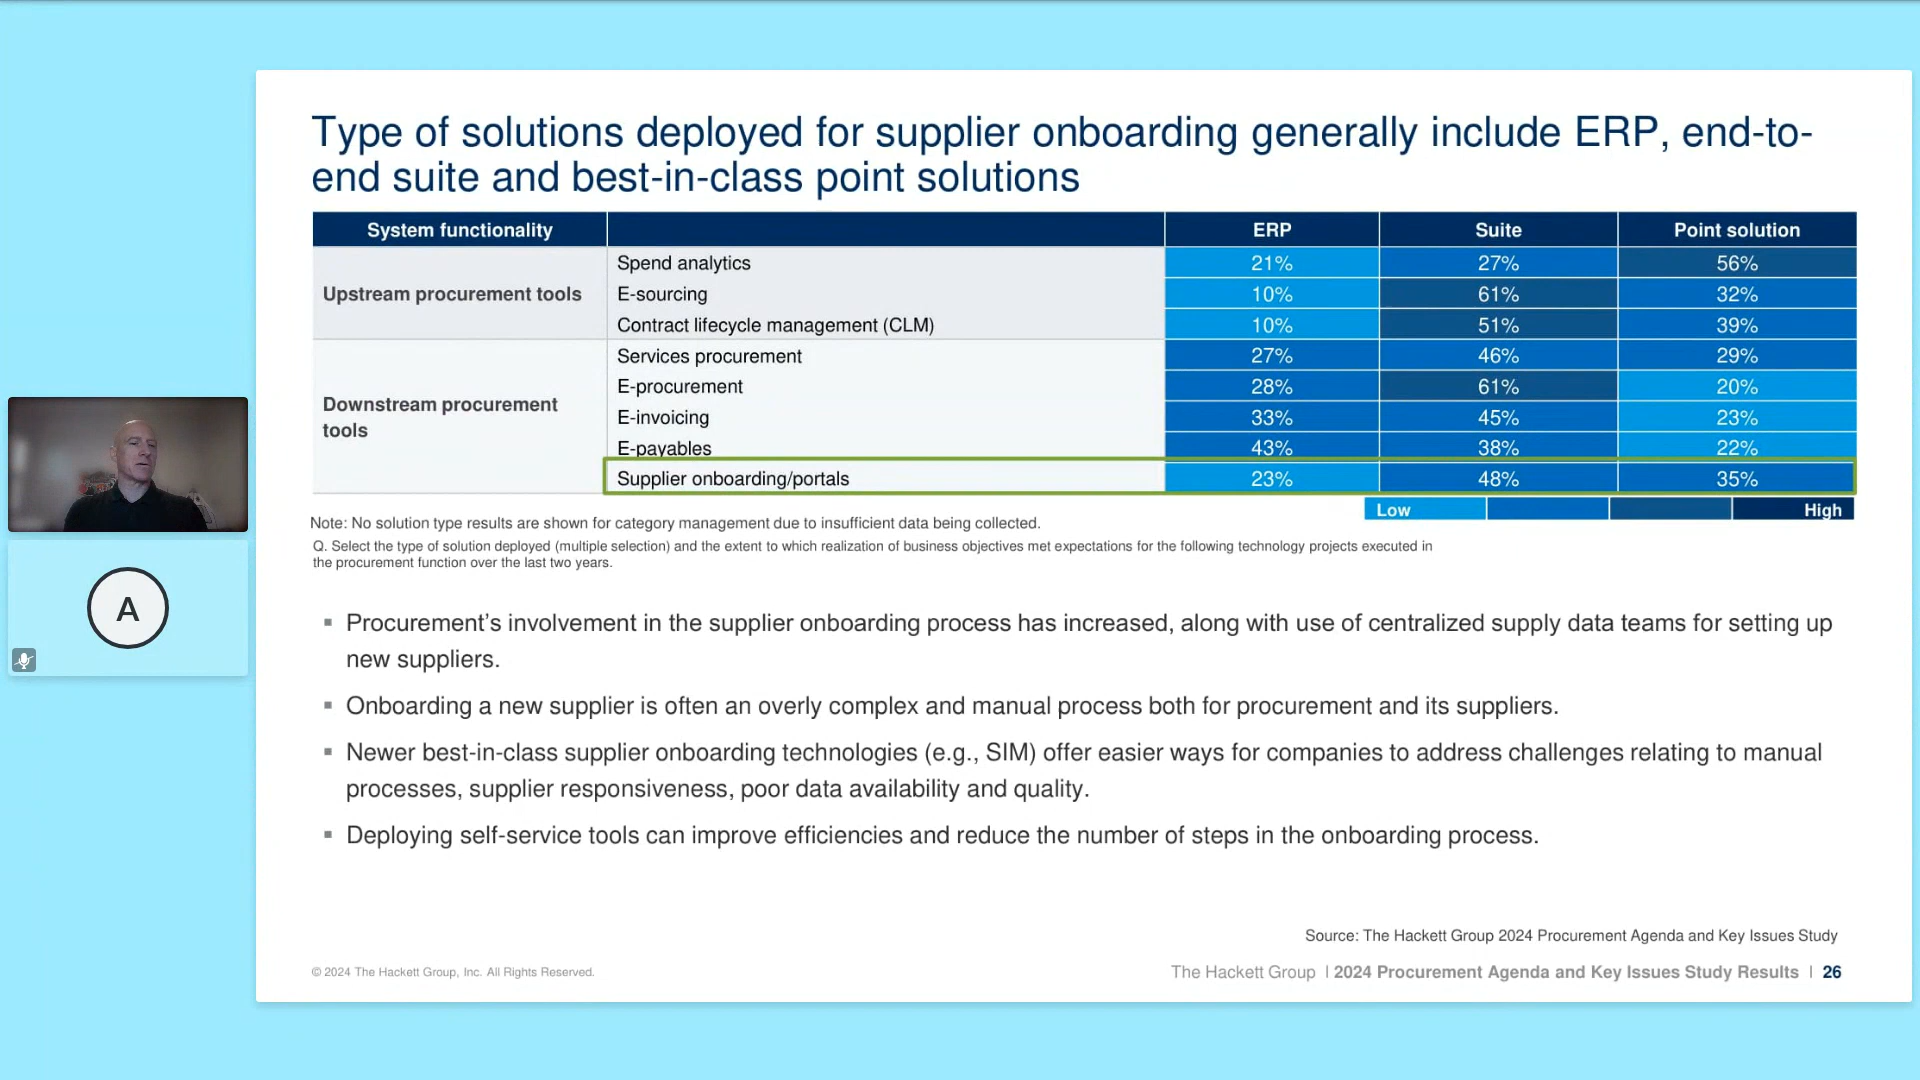 Type of solutions deployed for supplier onboarding generally include ERP, end-to-
end suite and best-in-class point solutions
System functionality ERP Suite Point solution
Upstream procurement tools
Spend analytics 21% 27% 56%
E-sourcing 10% 61% 32%
Contract lifecycle management (CLM) 10% 51% 39%
Downstream procurement
tools
Services procurement 27% 46% 29%
E-procurement 28% 61% 20%
E-invoicing 33% 45% 23%
E-payables 43% 38% 22%
Supplier onboarding/portals 23% 48% 35%
Low High
Note: No solution type results are shown for category management due to insufficient data being collected.
Q. Select the type of solution deployed (multiple selection) and the extent to which realization of business objectives met expectations for the following technology projects executed in
the procurement function over the last two years.
A
▪ Procurement’s involvement in the supplier onboarding process has increased, along with use of centralized supply data teams for setting up
new suppliers.
▪ Onboarding a new supplier is often an overly complex and manual process both for procurement and its suppliers.
▪ Newer best-in-class supplier onboarding technologies (e.g., SIM) offer easier ways for companies to address challenges relating to manual
processes, supplier responsiveness, poor data availability and quality.
▪ Deploying self-service tools can improve efficiencies and reduce the number of steps in the onboarding process.
Source: The Hackett Group 2024 Procurement Agenda and Key Issues Study
© 2024 The Hackett Group, Inc. All Rights Reserved.
The Hackett Group | 2024 Procurement Agenda and Key Issues Study Results | 26